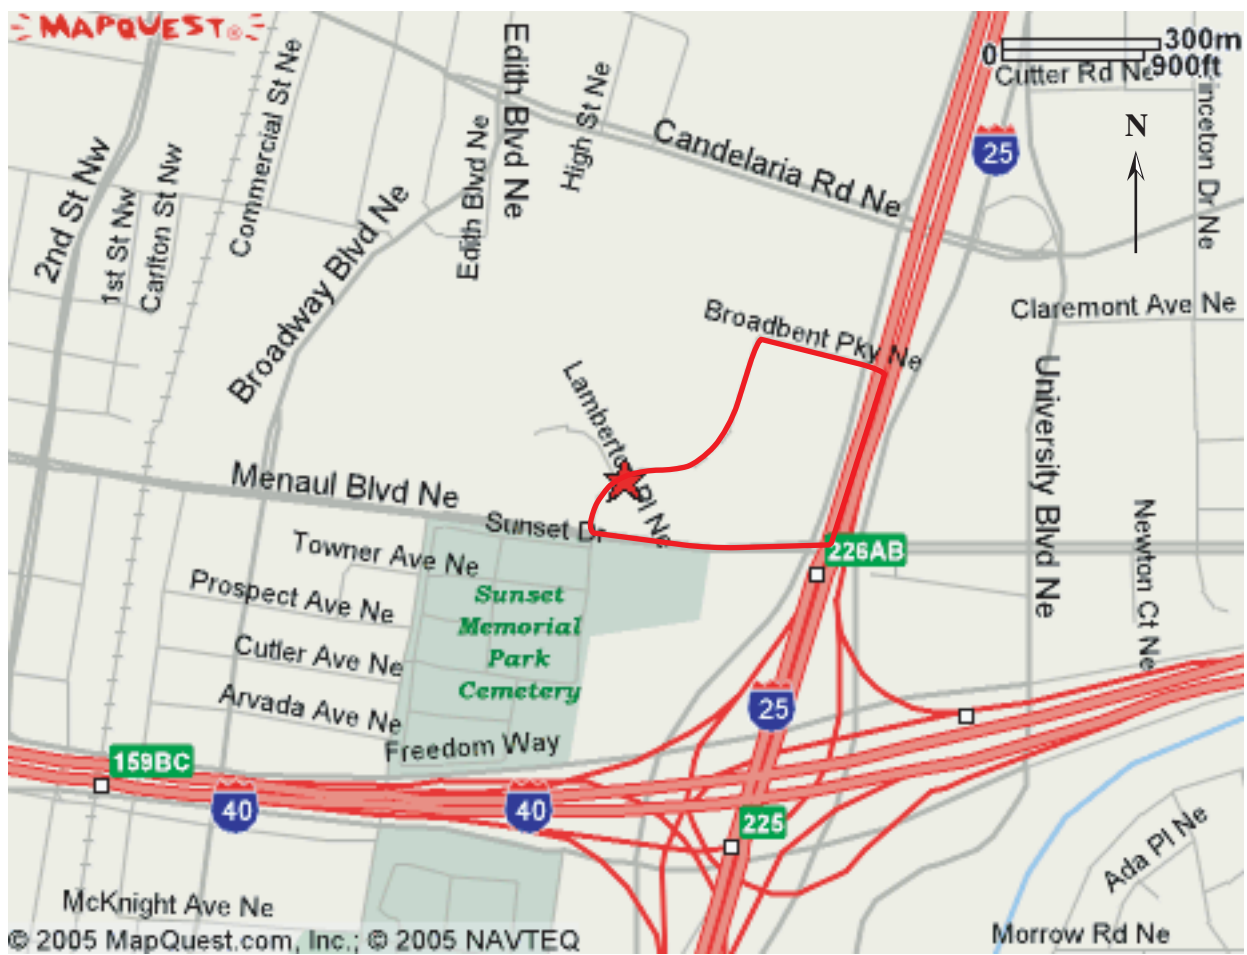 MAPQUEST®
0
300m
900ft
Cutter Rd Ne
N
25
Edith Blvd Ne
Commercial St Ne
High St Ne
Candelaria Rd Ne
2nd St Nw
1st St Nw
Carlton St Nw
Edith Blvd Ne
Broadway Blvd Ne
Claremont Ave Ne
Broadbent Pky Ne
University Blvd Ne
Menaul Blvd Ne
Sunset Dr
Pl Ne
226AB
Newton Ct Ne
Towner Ave Ne
Prospect Ave Ne
Cutler Ave Ne
Arvada Ave Ne
Sunset
Memorial
Park
Cemetery
Freedom Way
25
159BC
40
40
225
Ada Pl Ne
McKnight Ave Ne
Morrow Rd Ne
© 2005 MapQuest.com, Inc.; © 2005 NAVTEQ